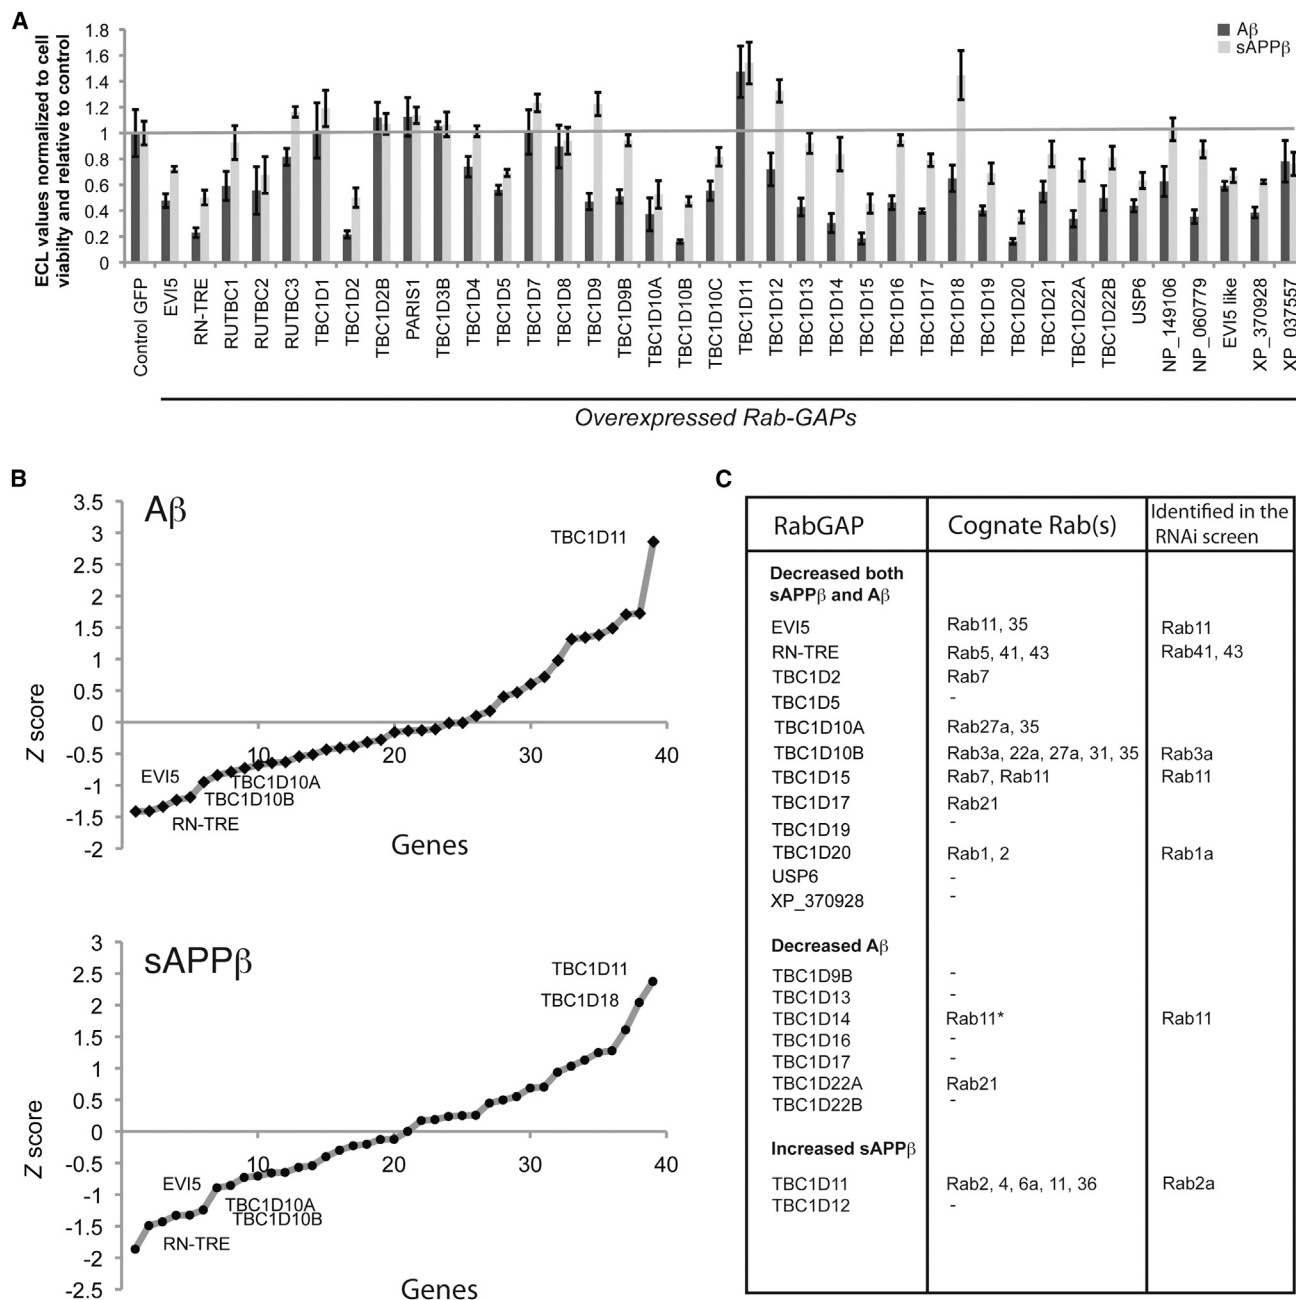 A
ECL values normalized to cell
viabilty and relative to control
1.8
1.6
1.4
1.2
1
0.8
0.6
0.4
0.2
0
Aβ
sAPPβ
Control GFP
EVI5
RN-TRE
RUTBC1
RUTBC2
RUTBC3
TBC1D1
TBC1D2
TBC1D2B
PARIS1
TBC1D3B
TBC1D4
TBC1D5
TBC1D7
TBC1D8
TBC1D9
TBC1D9B
TBC1D10A
TBC1D10B
TBC1D10C
TBC1D11
TBC1D12
TBC1D13
TBC1D14
TBC1D15
TBC1D16
TBC1D17
TBC1D18
TBC1D19
TBC1D20
TBC1D21
TBC1D22A
TBC1D22B
USP6
NP_149106
NP_060779
EVI5 like
XP_370928
XP_037557
Overexpressed Rab-GAPs
B
Aβ
Z score
3.5
3
2.5
2
1.5
1
0.5
0
-0.5
-1
-1.5
-2
10
20
30
40
TBC1D11
EVI5
TBC1D10A
TBC1D10B
RN-TRE
Genes
sAPPβ
Z score
3
2.5
2
1.5
1
0.5
0
-0.5
-1
-1.5
-2
-2.5
10
20
30
40
TBC1D11
TBC1D18
EVI5
TBC1D10A
TBC1D10B
RN-TRE
Genes
C
RabGAP Cognate Rab(s) Identified in the
RNAi screen
Decreased both
sAPPβ and Aβ
EVI5 Rab11, 35 Rab11
RN-TRE Rab5, 41, 43 Rab41, 43
TBC1D2 Rab7
TBC1D5 -
TBC1D10A Rab27a, 35
TBC1D10B Rab3a, 22a, 27a, 31, 35 Rab3a
TBC1D15 Rab7, Rab11 Rab11
TBC1D17 Rab21
TBC1D19 -
TBC1D20 Rab1, 2 Rab1a
USP6 -
XP_370928 -
Decreased Aβ
TBC1D9B -
TBC1D13 -
TBC1D14 Rab11* Rab11
TBC1D16 -
TBC1D17 -
TBC1D22A Rab21
TBC1D22B -
Increased sAPPβ
TBC1D11 Rab2, 4, 6a, 11, 36 Rab2a
TBC1D12 -